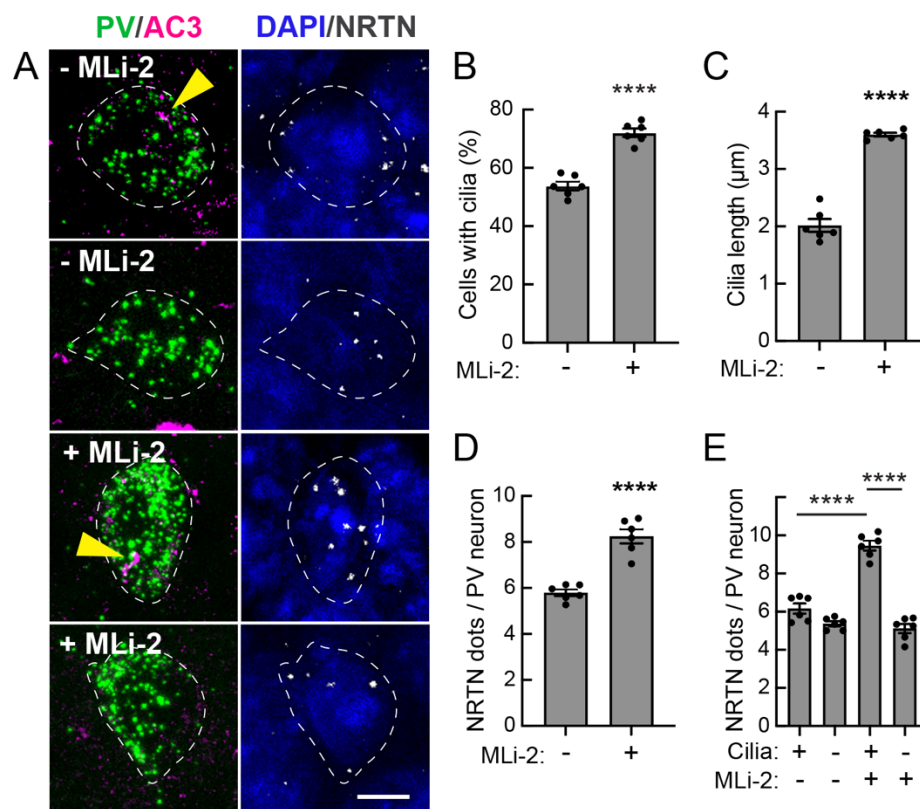 PV/AC3 DAPI/NRTN
A
- MLi-2
- MLi-2
+ MLi-2
+ MLi-2
B
****
Cells with cilia (%)
80
60
40
20
0
MLi-2: - +
C
****
Cilia length (μm)
4
3
2
1
0
MLi-2: - +
D
****
NRTN dots / PV neuron
10
8
6
4
2
0
MLi-2: - +
E
**** ****
NRTN dots / PV neuron
12
10
8
6
4
2
0
Cilia: + - + -
MLi-2: - - + +